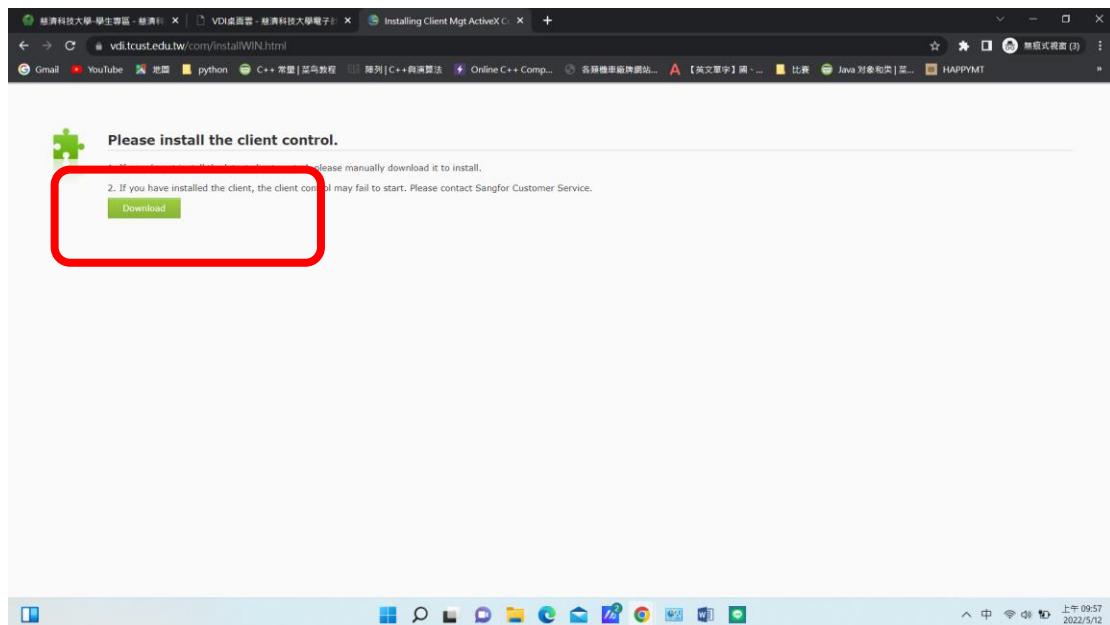 慈濟科技大學-學生專區 - 慈濟科
VDI桌面雲 - 慈濟科技大學電子計
Installing Client Mgt ActiveX C
vdi.tcust.edu.tw/com/installWIN.html
無痕式視窗 (3)
Gmail
YouTube
地圖
python
C++ 常量 | 菜鸟教程
陣列 | C++與演算法
Online C++ Comp...
各類機車廠牌網站...
【英文單字】國、...
比賽
Java 对象和类 | 菜...
HAPPYMT
»
Please install the client control.
please manually download it to install.
2. If you have installed the client, the client control may fail to start. Please contact Sangfor Customer Service.
Download
中
上午 09:57
2022/5/12